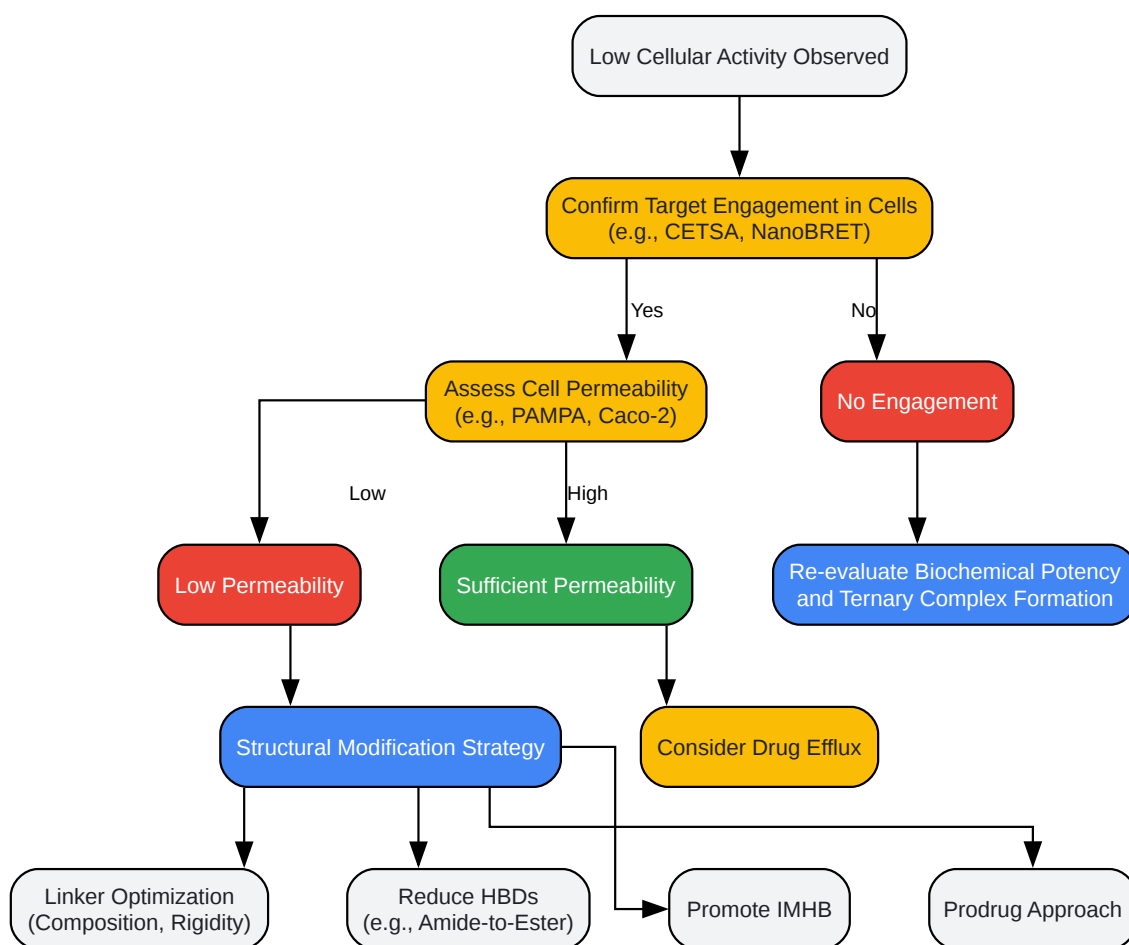 Low Cellular Activity Observed
Confirm Target Engagement in Cells
(e.g., CETSA, NanoBRET)
Yes
No
Assess Cell Permeability
(e.g., PAMPA, Caco-2)
No Engagement
Low
High
Low Permeability
Sufficient Permeability
Re-evaluate Biochemical Potency
and Ternary Complex Formation
Structural Modification Strategy
Consider Drug Efflux
Linker Optimization
(Composition, Rigidity)
Reduce HBDs
(e.g., Amide-to-Ester)
Promote IMHB
Prodrug Approach